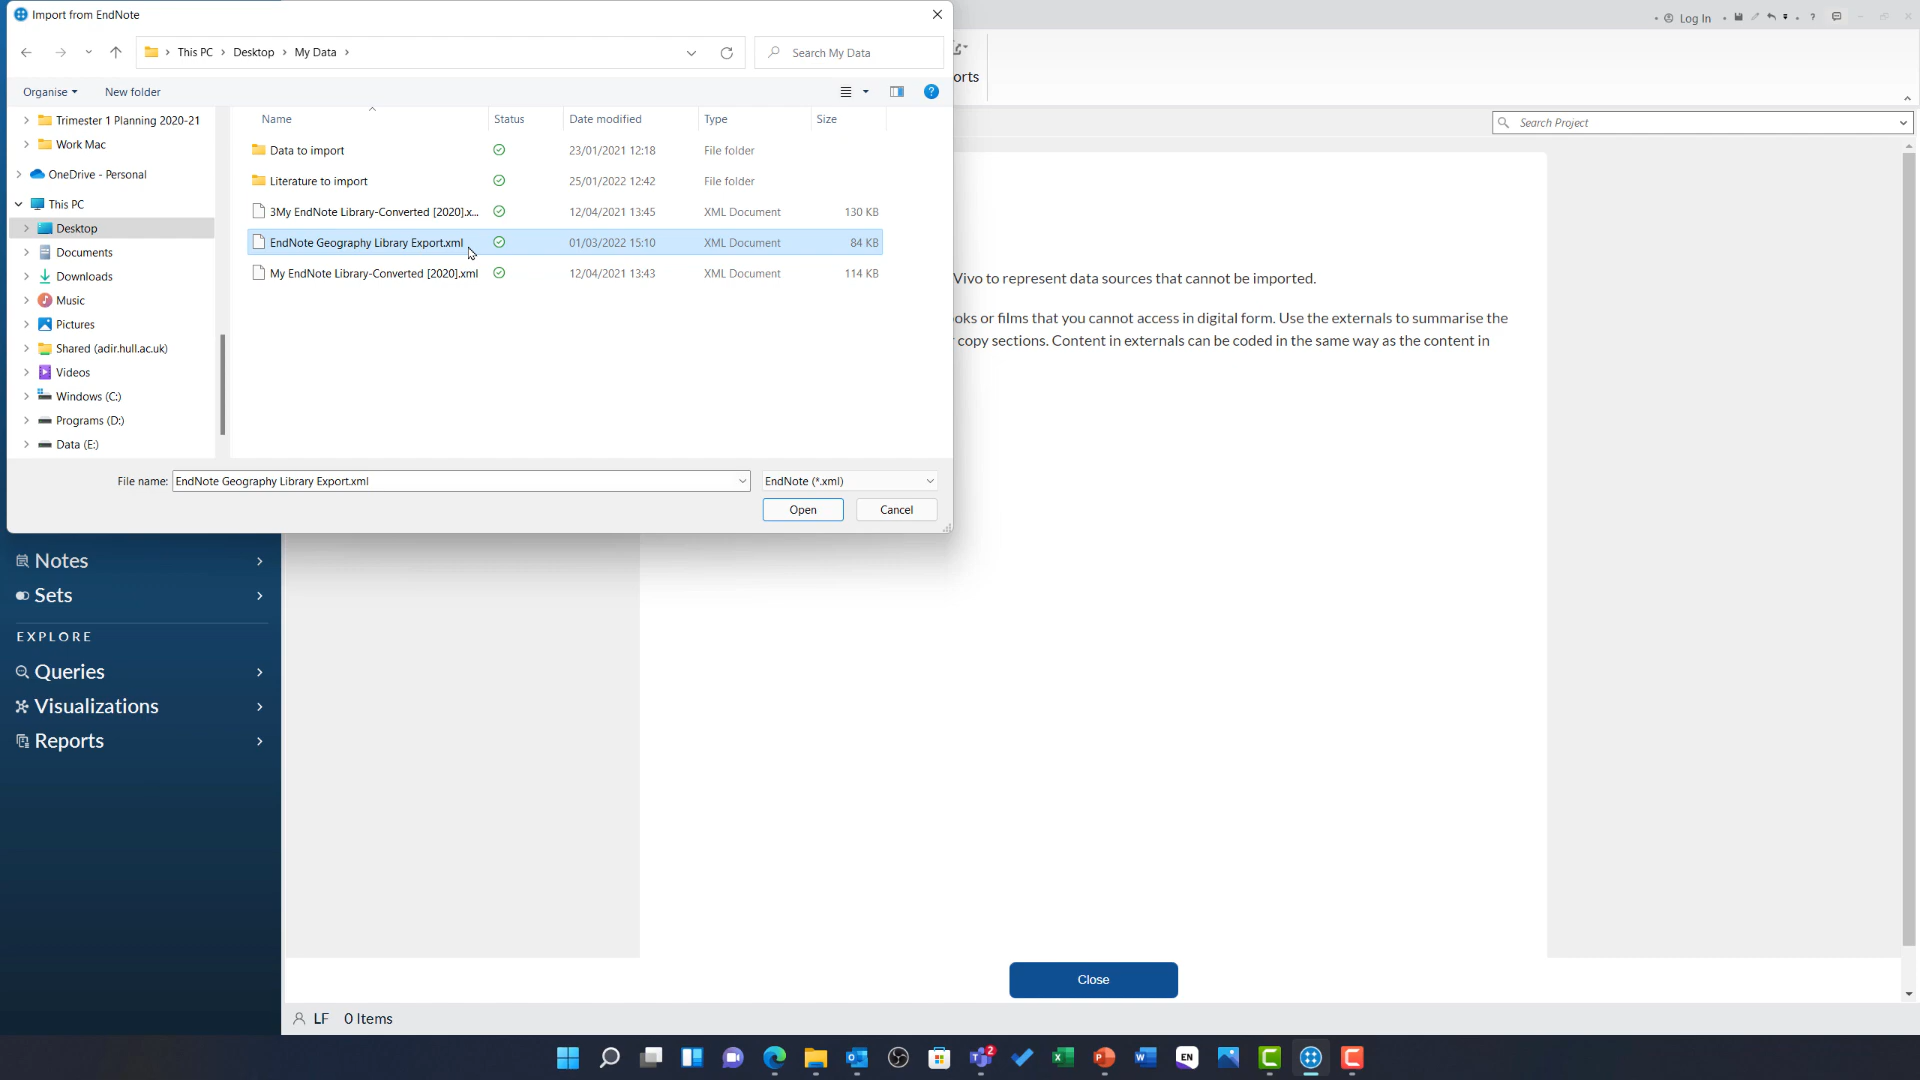 Import from EndNote
Log In
?
This PC > Desktop > My Data >
Search My Data
orts
Organise
New folder
?
Search Project
Name
Status
Date modified
Type
Size
Trimester 1 Planning 2020-21
Work Mac
OneDrive - Personal
This PC
Desktop
Documents
Downloads
Music
Pictures
Shared (adir.hull.ac.uk)
Videos
Windows (C:)
Programs (D:)
Data (E:)
Data to import 23/01/2021 12:18 File folder
Literature to import 25/01/2022 12:42 File folder
3My EndNote Library-Converted [2020].x... 12/04/2021 13:45 XML Document 130 KB
EndNote Geography Library Export.xml 01/03/2022 15:10 XML Document 84 KB
My EndNote Library-Converted [2020].xml 12/04/2021 13:43 XML Document 114 KB
Vivo to represent data sources that cannot be imported.
oks or films that you cannot access in digital form. Use the externals to summarise the
copy sections. Content in externals can be coded in the same way as the content in
File name: EndNote Geography Library Export.xml
EndNote (*.xml)
Open
Cancel
Notes
Sets
EXPLORE
Queries
Visualizations
Reports
Close
LF 0 Items
2
EN